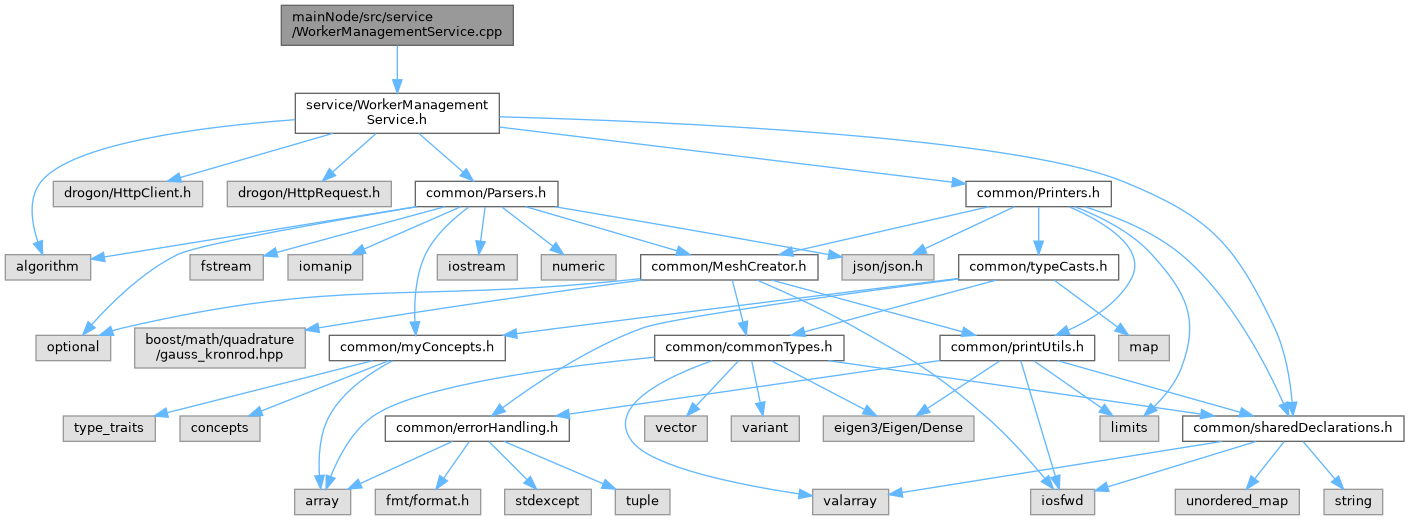 mainNode/src/service
/WorkerManagementService.cpp
service/WorkerManagement
Service.h
drogon/HttpClient.h
drogon/HttpRequest.h
common/Parsers.h
common/Printers.h
algorithm
fstream
iomanip
iostream
numeric
common/MeshCreator.h
json/json.h
common/typeCasts.h
optional
boost/math/quadrature
/gauss_kronrod.hpp
common/myConcepts.h
common/commonTypes.h
common/printUtils.h
map
type_traits
concepts
common/errorHandling.h
vector
variant
eigen3/Eigen/Dense
limits
common/sharedDeclarations.h
array
fmt/format.h
stdexcept
tuple
valarray
iosfwd
unordered_map
string